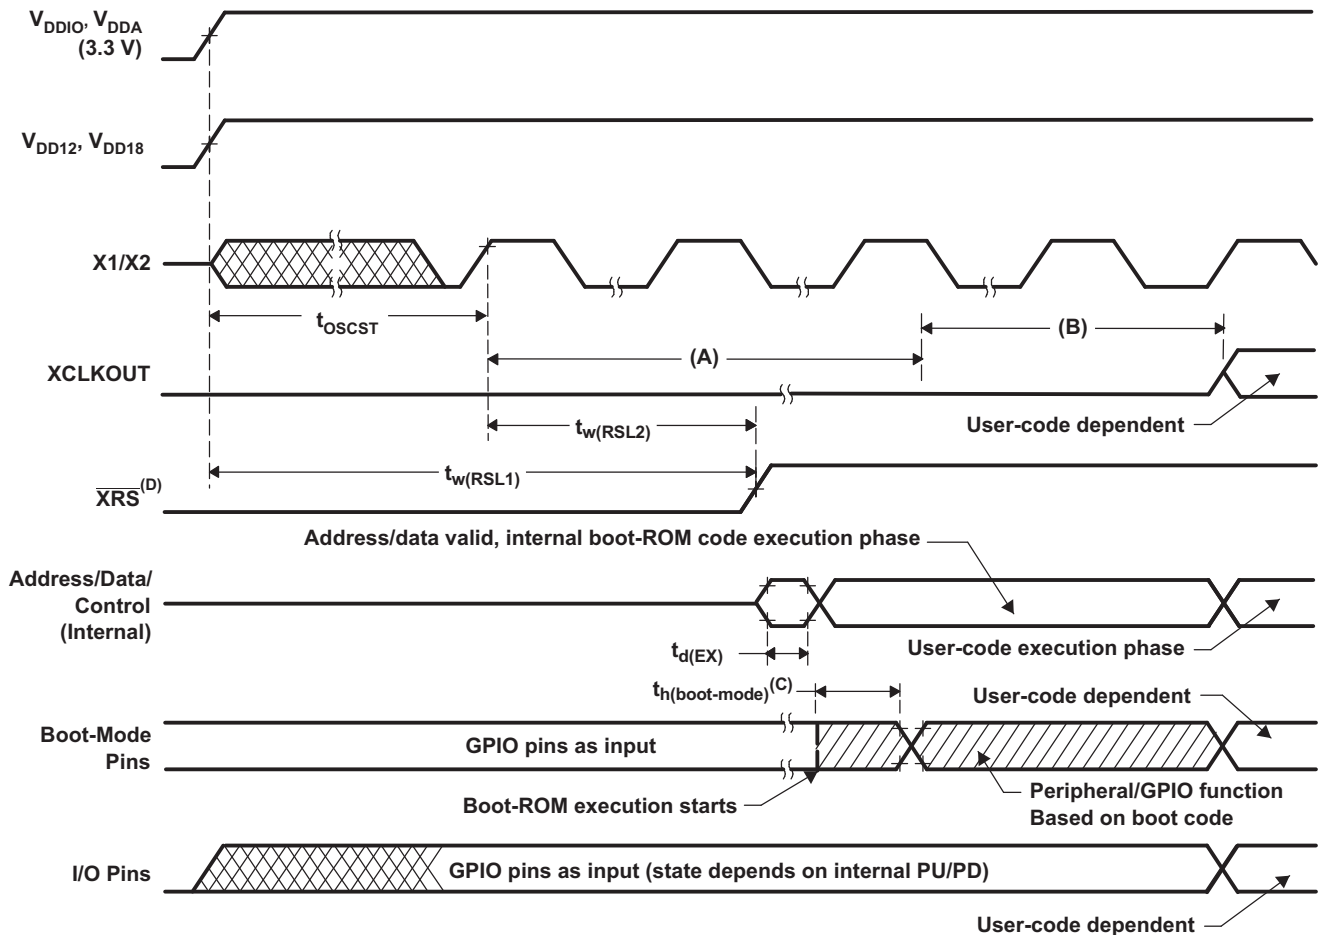 V_DDIO, V_DDA
(3.3 V)
V_DD12, V_DD18
X1/X2
t_OSCST
(B)
(A)
XCLKOUT
User-code dependent
t_w(RSL2)
t_w(RSL1)
XRS(D)
Address/data valid, internal boot-ROM code execution phase
Address/Data/
Control
(Internal)
t_d(EX)
User-code execution phase
t_h(boot-mode)(C)
User-code dependent
Boot-Mode
Pins
GPIO pins as input
Boot-ROM execution starts
Peripheral/GPIO function
Based on boot code
I/O Pins
GPIO pins as input (state depends on internal PU/PD)
User-code dependent